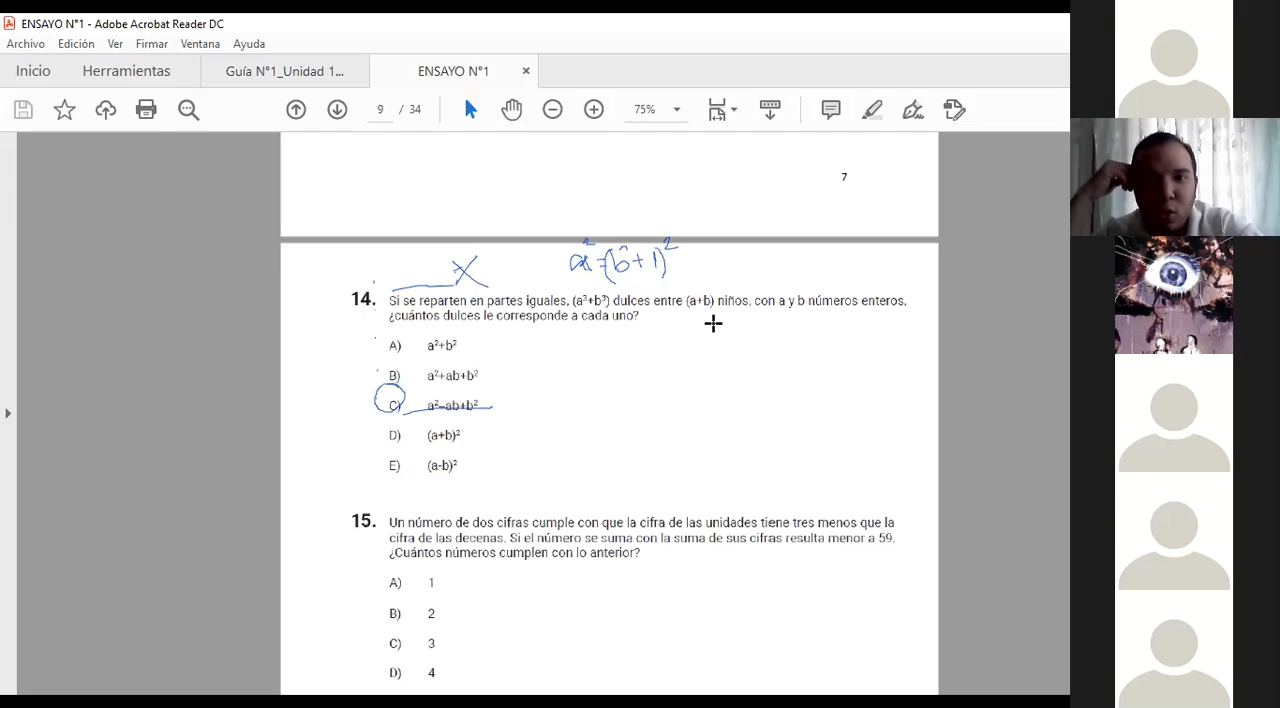 ENSAYO N°1 - Adobe Acrobat Reader DC
Archivo Edición Ver Firmar Ventana Ayuda
Inicio Herramientas Guía N°1_Unidad 1... ENSAYO N°1 ×
9 / 34 75%
7
a²=(b+1)²
x
14. Si se reparten en partes iguales, (a³+b³) dulces entre (a+b) niños, con a y b números enteros,
¿cuántos dulces le corresponde a cada uno?
A) a²+b²
B) a²+ab+b²
C) a²–ab+b²
D) (a+b)²
E) (a-b)²
15. Un número de dos cifras cumple con que la cifra de las unidades tiene tres menos que la
cifra de las decenas. Si el número se suma con la suma de sus cifras resulta menor a 59.
¿Cuántos números cumplen con lo anterior?
A) 1
B) 2
C) 3
D) 4